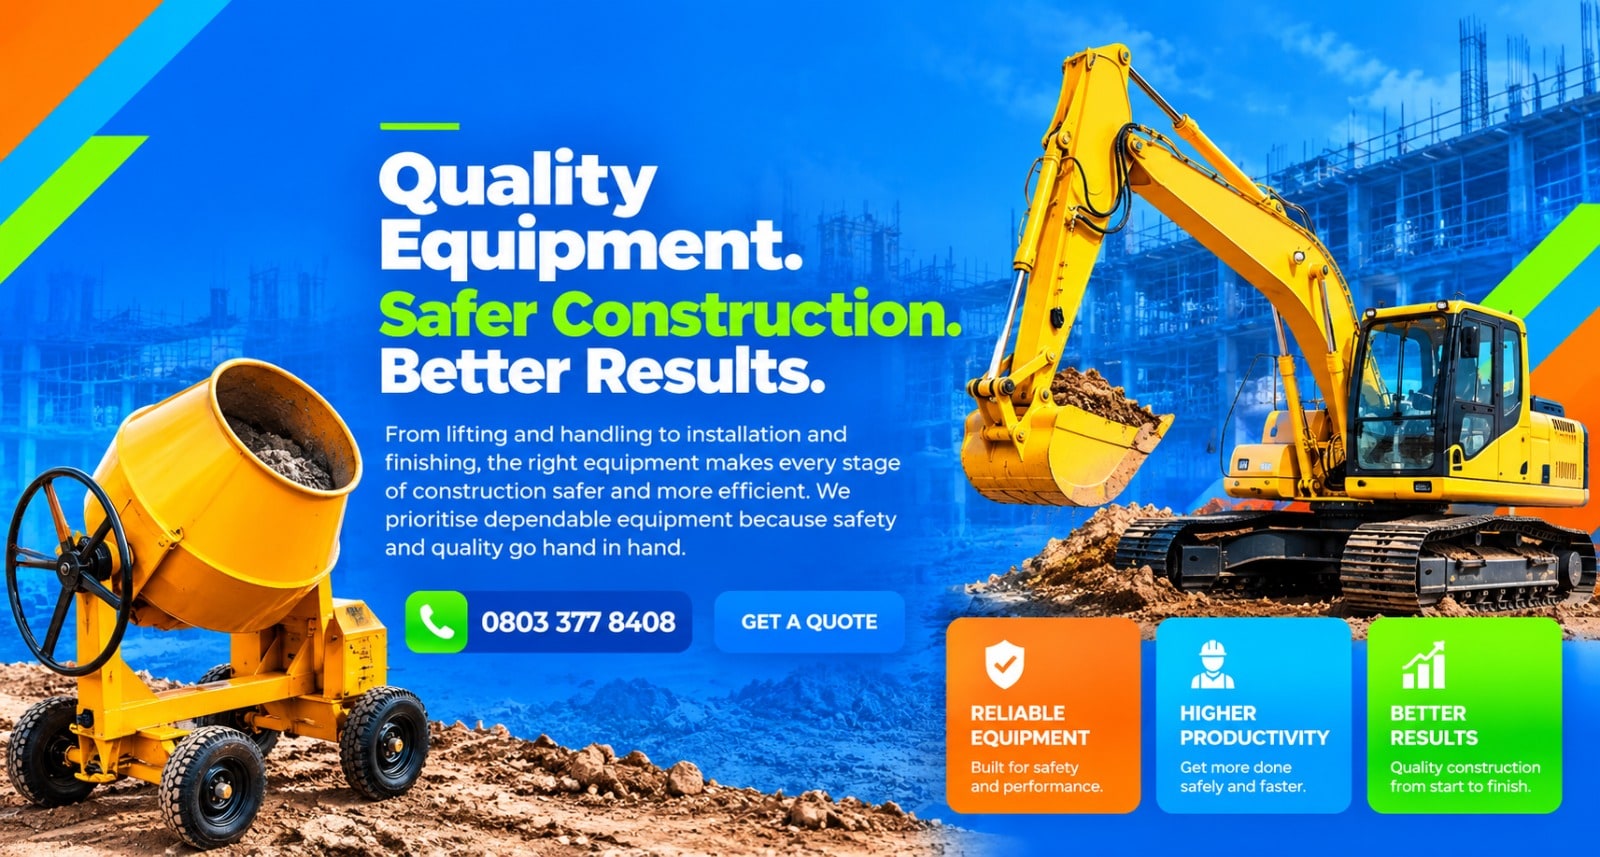 Quality
Equipment.
Safer Construction.
Better Results.
From lifting and handling to installation and
finishing, the right equipment makes every stage
of construction safer and more efficient. We
prioritise dependable equipment because safety
and quality go hand in hand.
0803 377 8408
GET A QUOTE
RELIABLE
EQUIPMENT
Built for safety
and performance.
HIGHER
PRODUCTIVITY
Get more done
safely and faster.
BETTER
RESULTS
Quality construction
from start to finish.